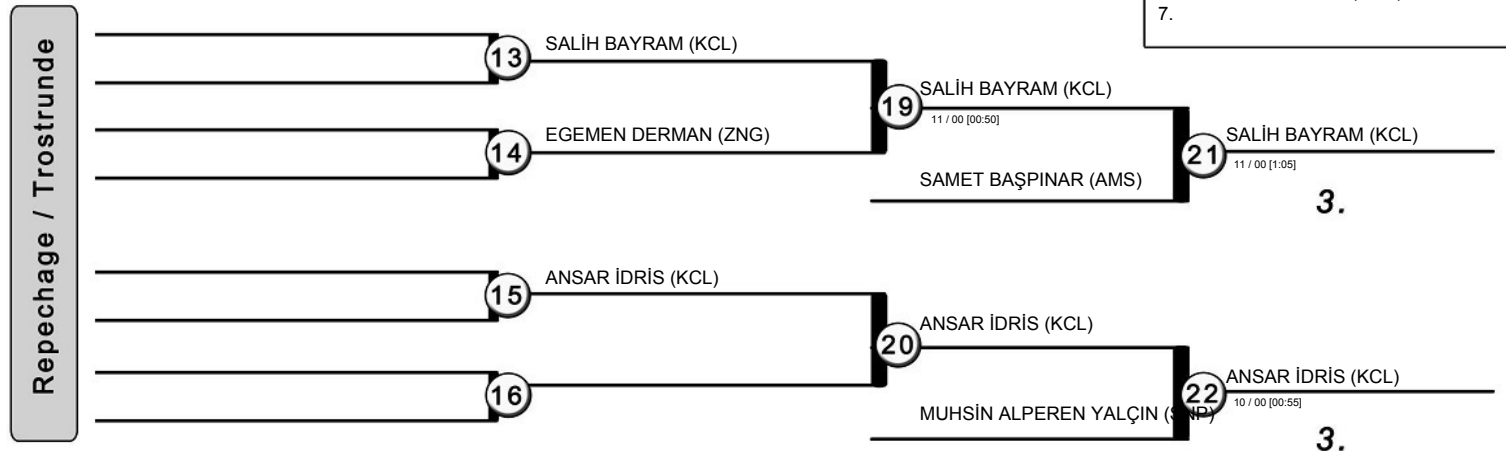 7.
Repechage / Trostrunde
13
SALİH BAYRAM (KCL)
14
EGEMEN DERMAN (ZNG)
19
SALİH BAYRAM (KCL)
11 / 00 [00:50]
SAMET BAŞPINAR (AMS)
21
SALİH BAYRAM (KCL)
11 / 00 [1:05]
3.
15
ANSAR İDRİS (KCL)
16
20
ANSAR İDRİS (KCL)
MUHSİN ALPEREN YALÇIN (SNP)
22
ANSAR İDRİS (KCL)
10 / 00 [00:55]
3.